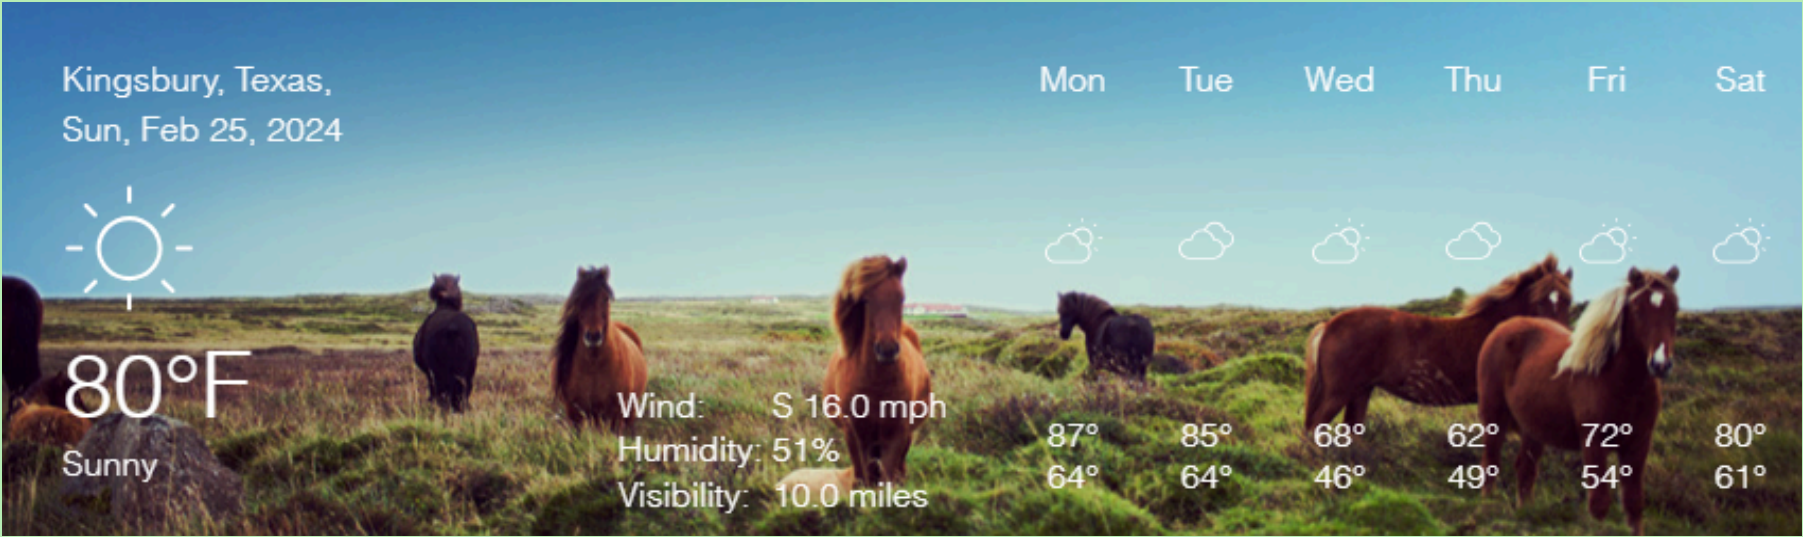 Kingsbury, Texas,
Sun, Feb 25, 2024
80°F
Sunny
Wind: S 16.0 mph
Humidity: 51%
Visibility: 10.0 miles
Mon Tue Wed Thu Fri Sat
87° 85° 68° 62° 72° 80°
64° 64° 46° 49° 54° 61°